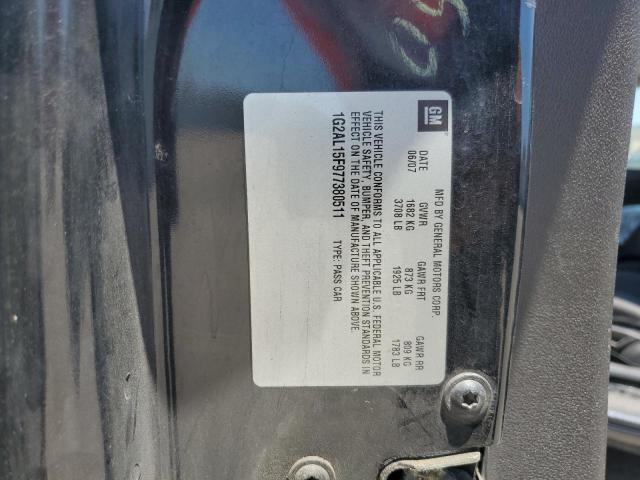 GM
MFD BY GENERAL MOTORS CORP
DATE GVWR GAWR FRT GAWR RR
06/07 1682 KG 873 KG 809 KG
3708 LB 1925 LB 1783 LB
THIS VEHICLE CONFORMS TO ALL APPLICABLE U.S. FEDERAL MOTOR
VEHICLE SAFETY, BUMPER, AND THEFT PREVENTION STANDARDS IN
EFFECT ON THE DATE OF MANUFACTURE SHOWN ABOVE.
1G2AL15F977380511 TYPE: PASS CAR